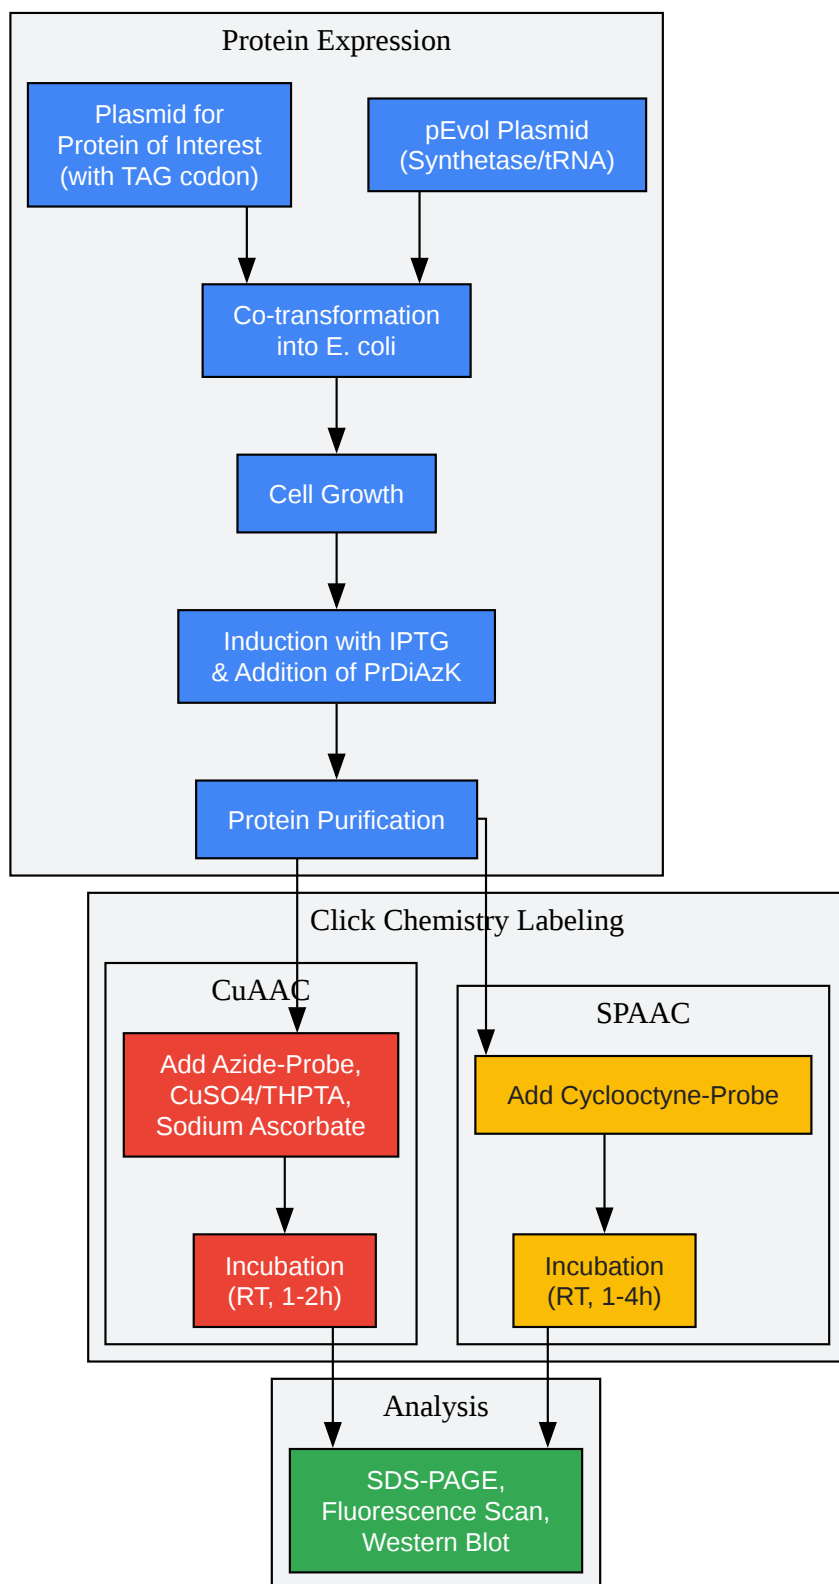 Protein Expression
Plasmid for
Protein of Interest
(with TAG codon)
pEvol Plasmid
(Synthetase/tRNA)
Co-transformation
into E. coli
Cell Growth
Induction with IPTG
& Addition of PrDiAzK
Protein Purification
Click Chemistry Labeling
CuAAC
Add Azide-Probe,
CuSO4/THPTA,
Sodium Ascorbate
Incubation
(RT, 1-2h)
SPAAC
Add Cyclooctyne-Probe
Incubation
(RT, 1-4h)
Analysis
SDS-PAGE,
Fluorescence Scan,
Western Blot